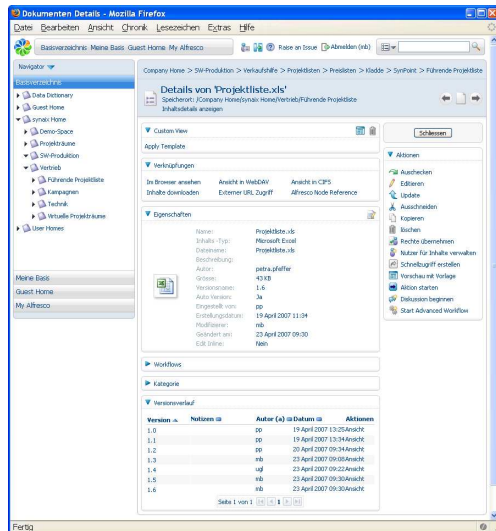 Dokumenten Details - Mozilla Firefox
Datei Bearbeiten Ansicht Chronik Lesezeichen Extras Hilfe
Basisverzeichnis Meine Basis Guest Home My Alfresco
Raise an Issue Abmelden (mb)
Navigator
Basisverzeichnis
Data Dictionary
Guest Home
synaix Home
Demo-Space
Projekträume
SW-Produktion
Vertrieb
Führende Projektliste
Kampagnen
Technik
Virtuelle Projekträume
User Homes
Meine Basis
Guest Home
My Alfresco
Company Home > SW-Produktion > Verkaufshilfe > Projektlisten > Preislisten > Kladde > SynPoint > Führende Projektliste
Details von 'Projektliste.xls'
Speicherort: /Company Home/synaix Home/Vertrieb/Führende Projektliste
Inhaltsdetails anzeigen
Custom View
Apply Template
Verknüpfungen
Im Browser ansehen Ansicht in WebDAV Ansicht in CIFS
Inhalte downloaden Externer URL Zugriff Alfresco Node Reference
Eigenschaften
Name: Projektliste.xls
Inhalts-Typ: Microsoft Excel
Dateiname: Projektliste.xls
Beschreibung:
Autor: petra.pfeffer
Grösse: 43 KB
Versionsname: 1.6
Auto Version: Ja
Eingestellt von: pp
Erstellungsdatum: 19 April 2007 11:34
Modifizierer: mb
Geändert am: 23 April 2007 09:30
Edit Inline: Nein
Workflows
Kategorie
Versionsverlauf
Version Notizen Autor (a) Datum Aktionen
1.0 pp 19 April 2007 13:25 Ansicht
1.1 pp 19 April 2007 13:34 Ansicht
1.2 pp 20 April 2007 09:34 Ansicht
1.3 mb 23 April 2007 09:08 Ansicht
1.4 ugl 23 April 2007 09:22 Ansicht
1.5 mb 23 April 2007 09:30 Ansicht
1.6 mb 23 April 2007 09:30 Ansicht
Seite 1 von 1 1
Schliessen
Aktionen
Auschecken
Editieren
Update
Ausschneiden
Kopieren
löschen
Rechte übernehmen
Nutzer für Inhalte verwalten
Schnellzugriff erstellen
Vorschau mit Vorlage
Aktion starten
Diskussion beginnen
Start Advanced Workflow
Fertig